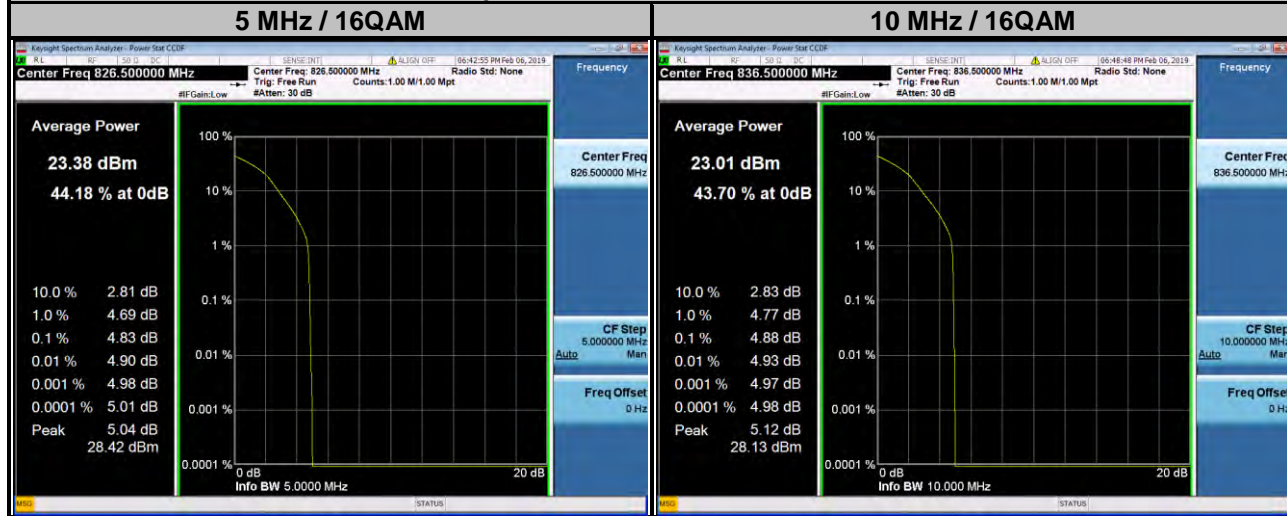 5 MHz / 16QAM
Keysight Spectrum Analyzer - Power Stat CCDF
RL RF 50 Ω DC SENSE:INT ALIGN OFF 06:42:55 PM Feb 06, 2019
Center Freq 826.500000 MHz
Center Freq: 826.500000 MHz Radio Std: None
Trig: Free Run Counts:1.00 M/1.00 Mpt
#IFGain:Low #Atten: 30 dB
Frequency
Average Power
23.38 dBm
44.18 % at 0dB
10.0 % 2.81 dB
1.0 % 4.69 dB
0.1 % 4.83 dB
0.01 % 4.90 dB
0.001 % 4.98 dB
0.0001 % 5.01 dB
Peak 5.04 dB
28.42 dBm
100 %
10 %
1 %
0.1 %
0.01 %
0.001 %
0.0001 %
0 dB 20 dB
Info BW 5.0000 MHz
Center Freq
826.500000 MHz
CF Step
5.000000 MHz
Auto Man
Freq Offset
0 Hz
MSG STATUS
10 MHz / 16QAM
Keysight Spectrum Analyzer - Power Stat CCDF
RL RF 50 Ω DC SENSE:INT ALIGN OFF 06:48:48 PM Feb 06, 2019
Center Freq 836.500000 MHz
Center Freq: 836.500000 MHz Radio Std: None
Trig: Free Run Counts:1.00 M/1.00 Mpt
#IFGain:Low #Atten: 30 dB
Frequency
Average Power
23.01 dBm
43.70 % at 0dB
10.0 % 2.83 dB
1.0 % 4.77 dB
0.1 % 4.88 dB
0.01 % 4.93 dB
0.001 % 4.97 dB
0.0001 % 4.98 dB
Peak 5.12 dB
28.13 dBm
100 %
10 %
1 %
0.1 %
0.01 %
0.001 %
0.0001 %
0 dB 20 dB
Info BW 10.000 MHz
Center Freq
836.500000 MHz
CF Step
10.000000 MHz
Auto Man
Freq Offset
0 Hz
MSG STATUS